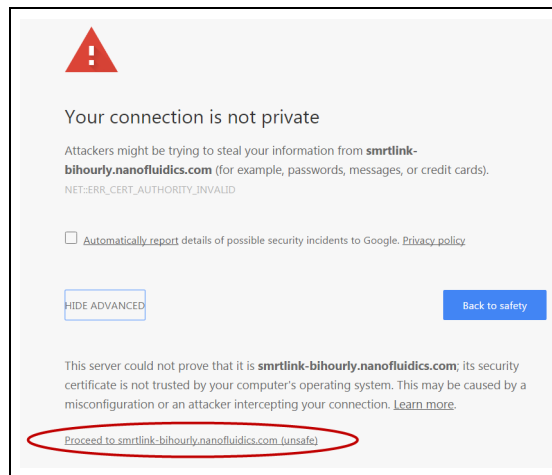 Your connection is not private
Attackers might be trying to steal your information from smrtlink-
bihourly.nanofluidics.com (for example, passwords, messages, or credit cards).
NET::ERR_CERT_AUTHORITY_INVALID
Automatically report details of possible security incidents to Google. Privacy policy
HIDE ADVANCED
Back to safety
This server could not prove that it is smrtlink-bihourly.nanofluidics.com; its security
certificate is not trusted by your computer's operating system. This may be caused by a
misconfiguration or an attacker intercepting your connection. Learn more.
Proceed to smrtlink-bihourly.nanofluidics.com (unsafe)